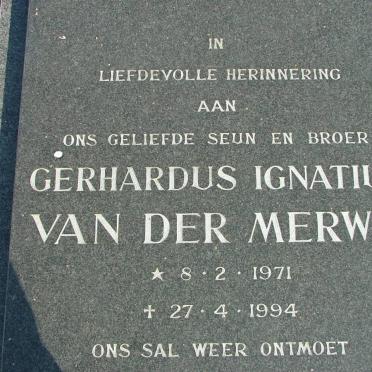 IN
LIEFDEVOLLE HERINNERING
AAN
ONS GELIEFDE SEUN EN BROER
GERHARDUS IGNATIU
VAN DER MERW
★ 8 · 2 · 1971
✝ 27 · 4 · 1994
ONS SAL WEER ONTMOET